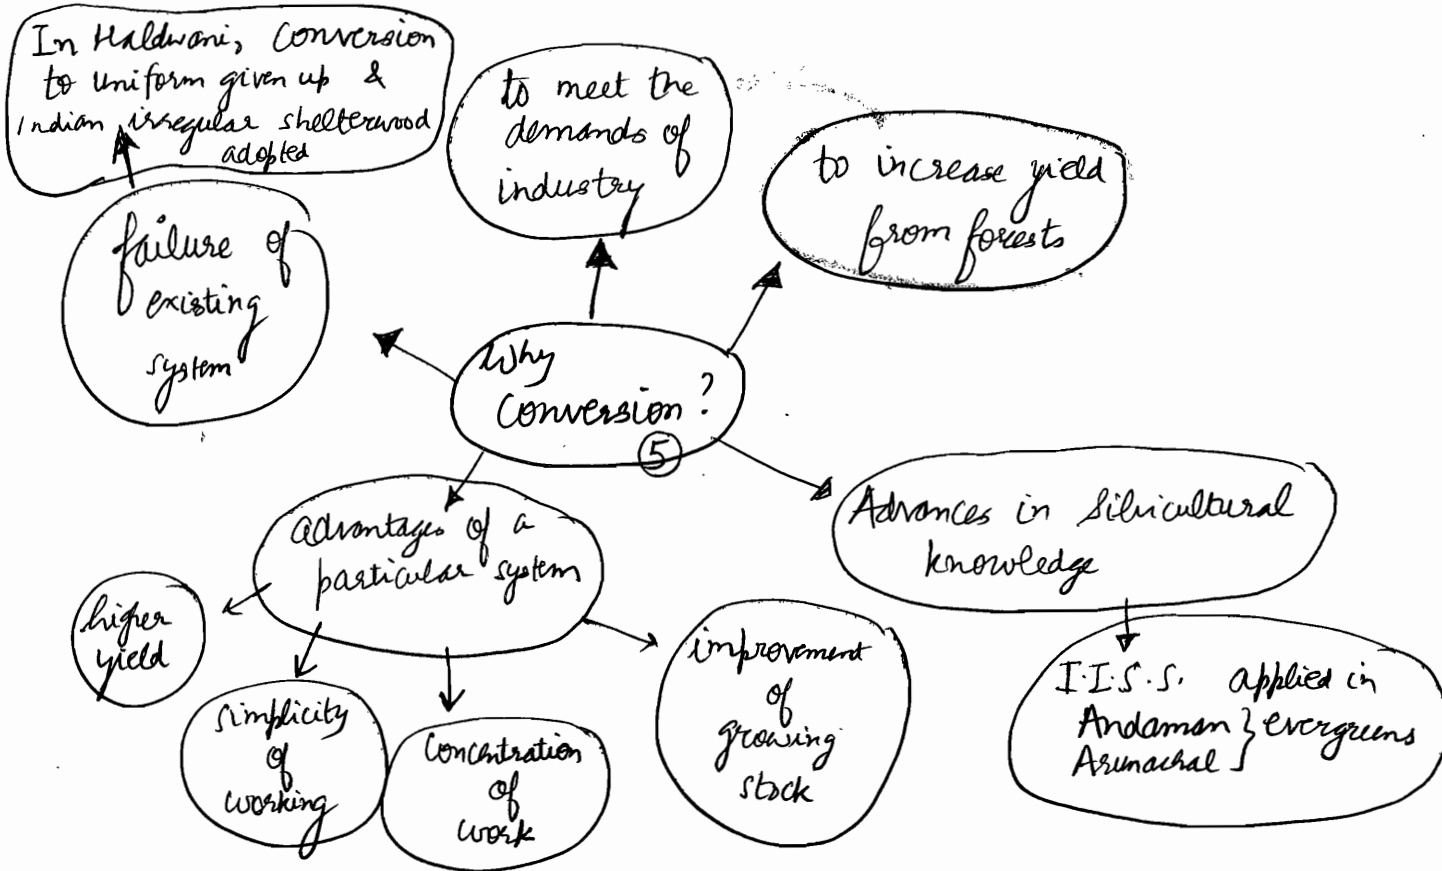 In Haldwani, Conversion
to uniform given up &
Indian irregular shelterwood
adopted
to meet the
demands of
industry
to increase yield
from forests
failure of
existing
system
Why
Conversion?
5
advantages of a
particular system
Advances in Silvicultural
knowledge
higher
yield
simplicity
of
working
Concentration
of
work
improvement
of
growing
stock
I.I.S.S. applied in
Andaman } evergreens
Arunachal